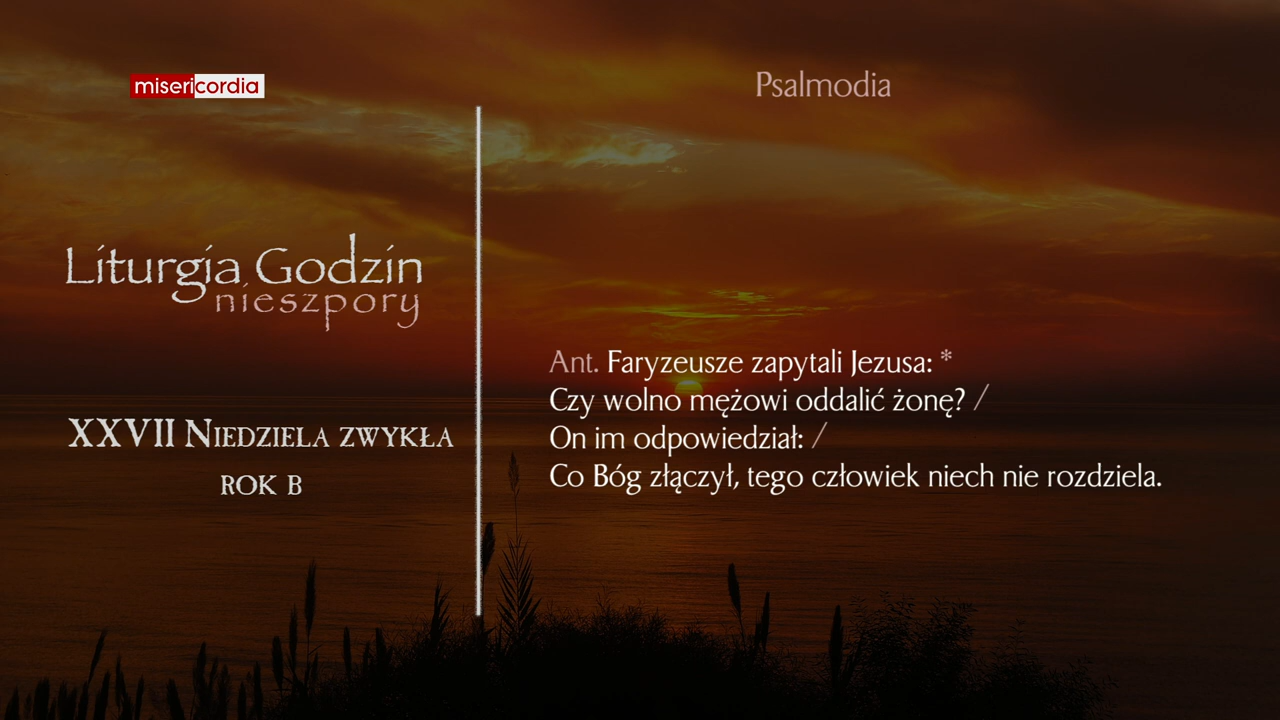 misericordia
Liturgia Godzin
nieszpory
XXVII Niedziela zwykła
rok B
Psalmodia
Ant. Faryzeusze zapytali Jezusa: *
Czy wolno mężowi oddalić żonę? /
On im odpowiedział: /
Co Bóg złączył, tego człowiek niech nie rozdziela.